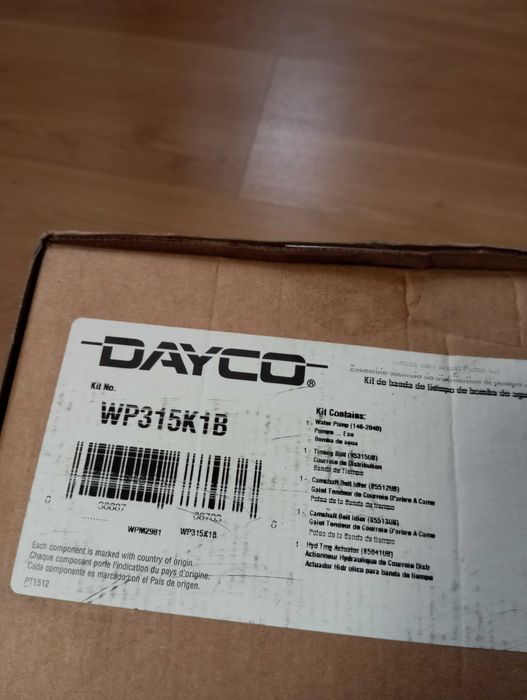 DAYCO®
Kit de banda de tiempo de bomba de agu
Kit No.
WP315K1B
Kit Contains:
1- Water Pump (146-2040)
Pompe ... Eau
Bomba de agua
1- Timing Belt (95315UB)
Courroie de Distribution
Banda de Tiempo
1- Camshaft Belt Idler (85512UB)
Galet Tendeur de Courroie D'arbre A Came
Polea de la Banda de Tiempo
1- Camshaft Belt Idler (85513UB)
Galet Tendeur de Courroie D'arbre A Came
Polea de la Banda de Tiempo
1- Hyd Tmg Actuator (85041UB)
Actionneur Hydraulique de Courroie Distr
Actuador Hidr ulico para banda de tiempo
WPM2981 WP315K1B
Each component is marked with country of origin.
Chaque composant porte l'indication du pays d'origine.
Cada componente es marcado con el Pais de origen.
PT1512